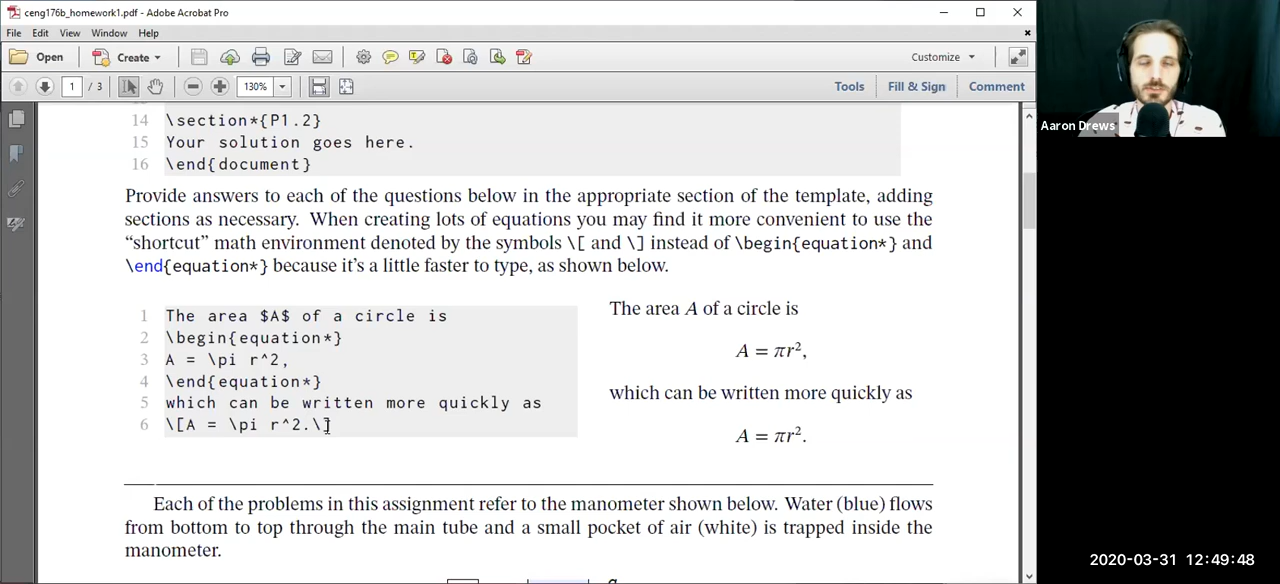 ceng176b_homework1.pdf - Adobe Acrobat Pro
File Edit View Window Help
Open Create Customize
1 / 3 130% Tools Fill & Sign Comment
14 \section*{P1.2}
15 Your solution goes here.
16 \end{document}
Provide answers to each of the questions below in the appropriate section of the template, adding
sections as necessary. When creating lots of equations you may find it more convenient to use the
“shortcut” math environment denoted by the symbols \[ and \] instead of \begin{equation*} and
\end{equation*} because it’s a little faster to type, as shown below.
1 The area $A$ of a circle is
2 \begin{equation*}
3 A = \pi r^2,
4 \end{equation*}
5 which can be written more quickly as
6 \[A = \pi r^2.\]
The area A of a circle is
A = πr²,
which can be written more quickly as
A = πr².
Each of the problems in this assignment refer to the manometer shown below. Water (blue) flows
from bottom to top through the main tube and a small pocket of air (white) is trapped inside the
manometer.
Aaron Drews
2020-03-31 12:49:48